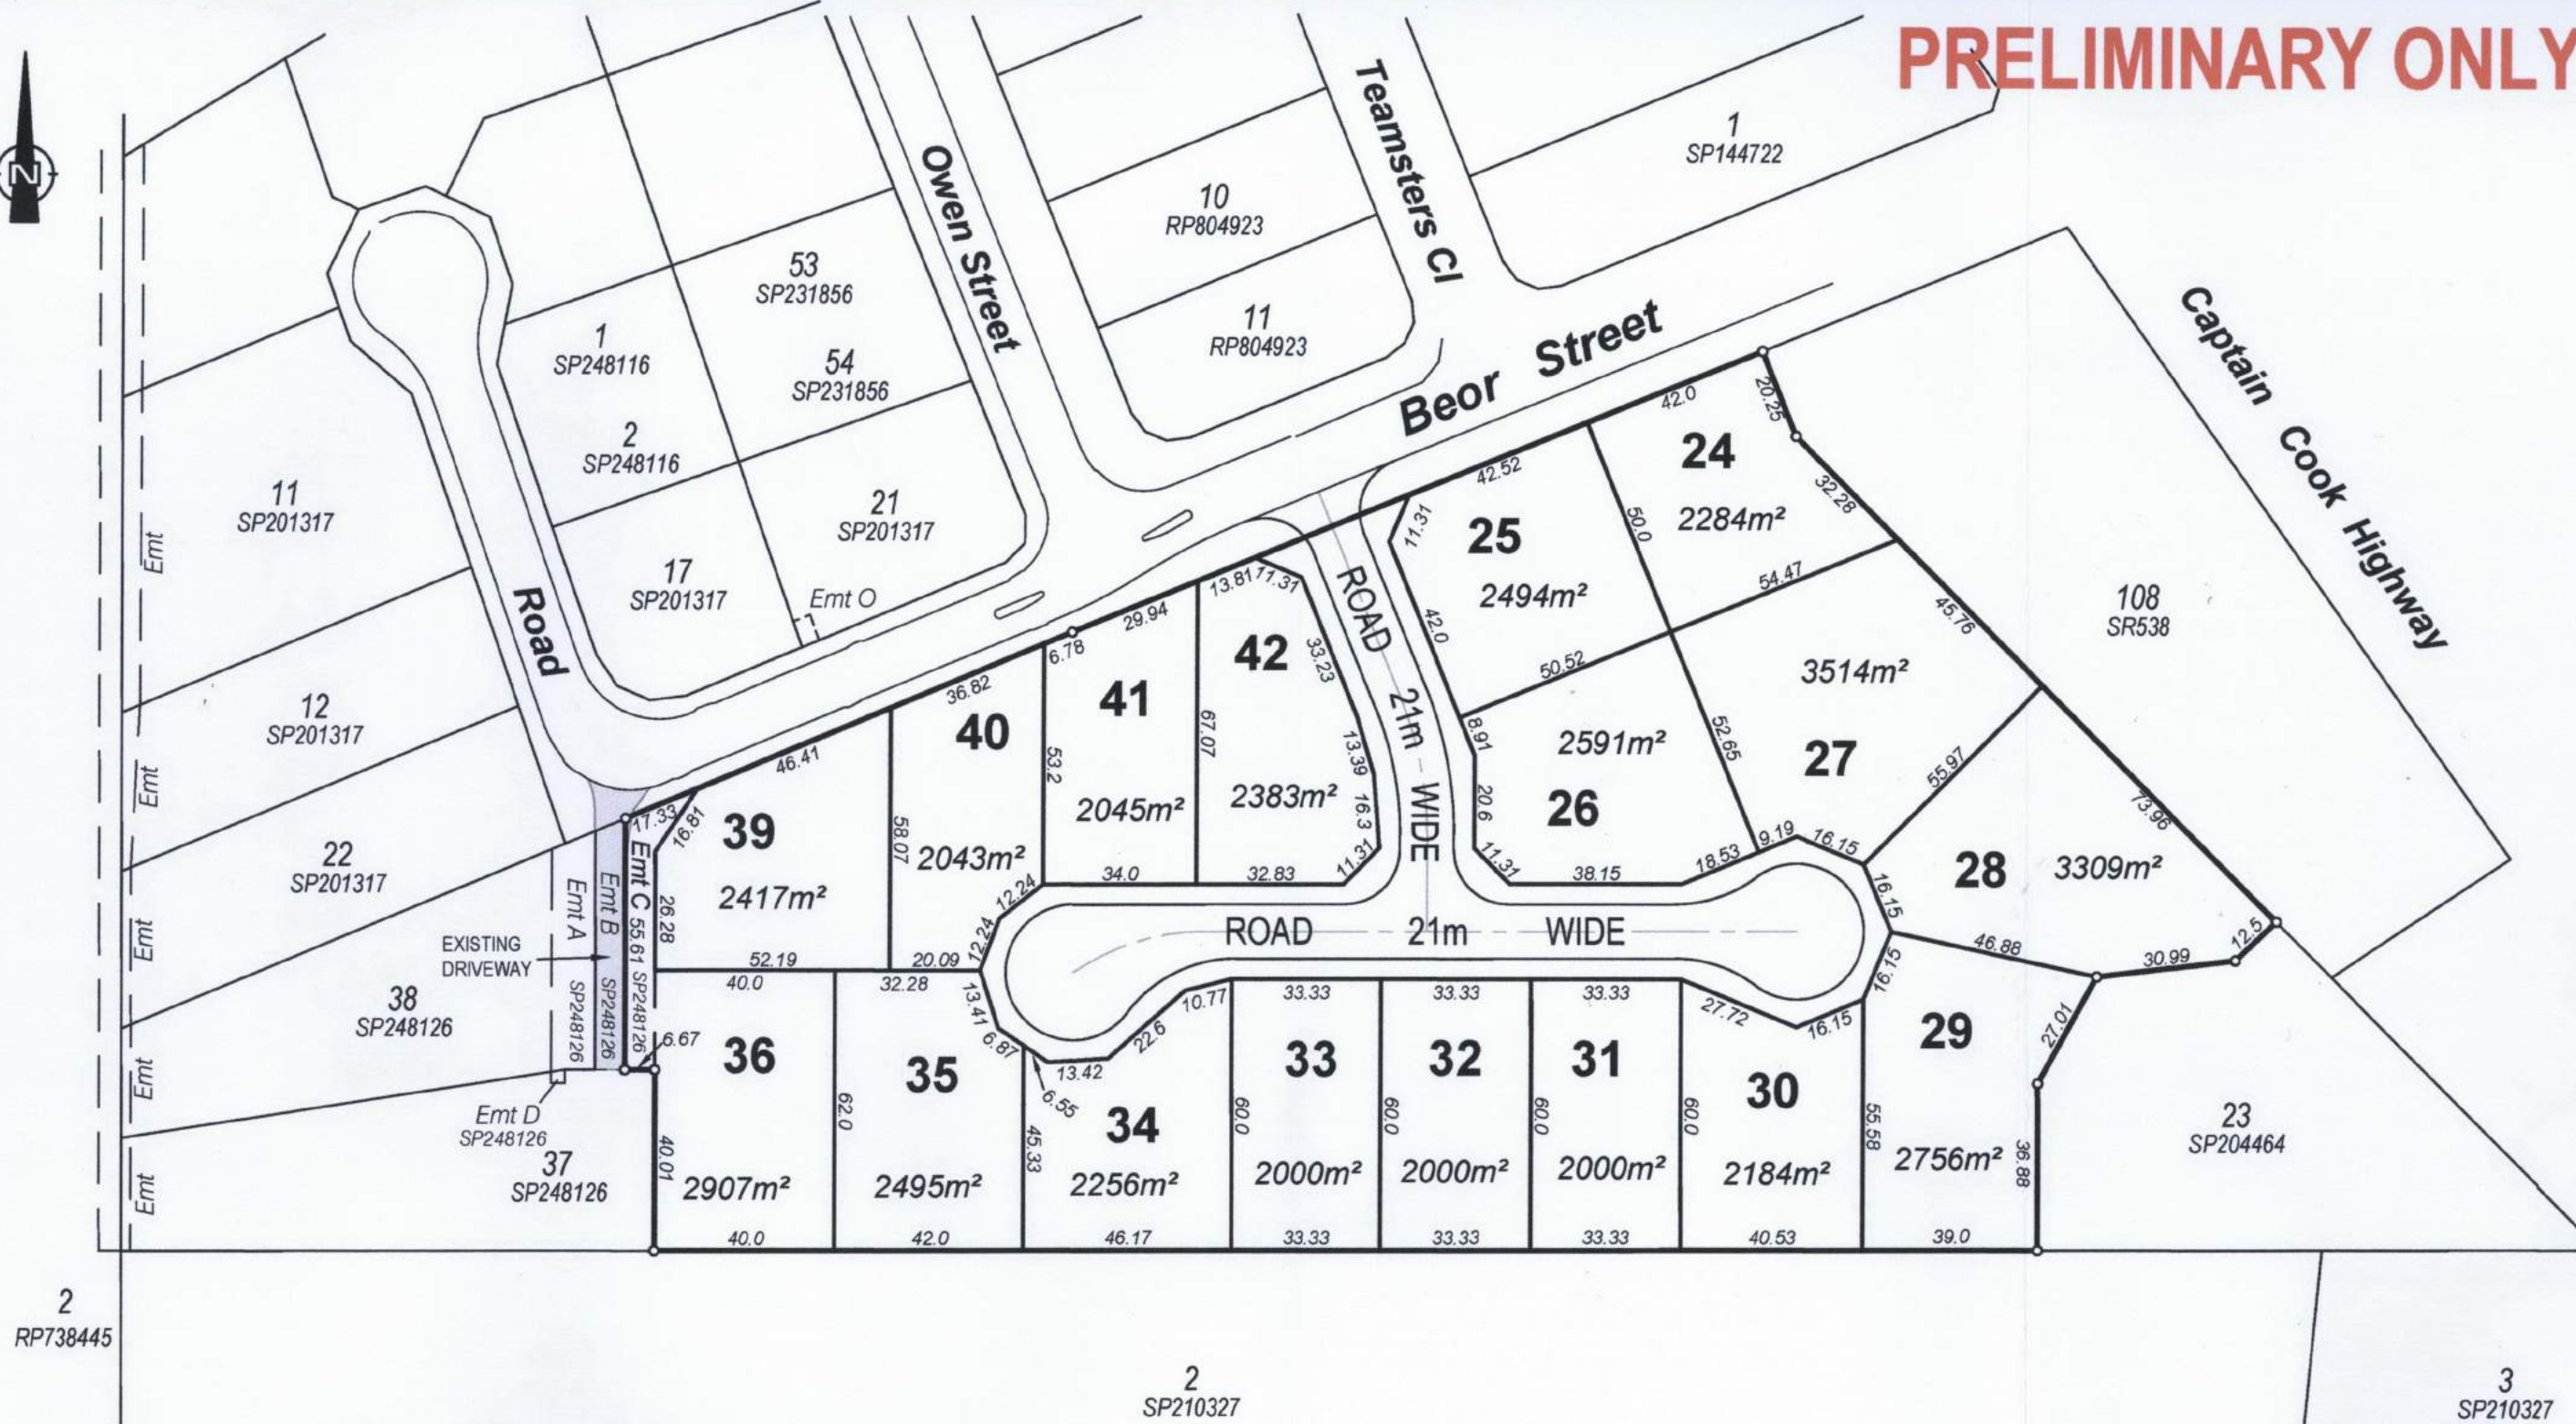 PRELIMINARY ONLY
N
Owen Street
Teamsters Cl
Beor Street
Captain Cook Highway
Road
1
SP144722
10
RP804923
11
RP804923
53
SP231856
54
SP231856
1
SP248116
2
SP248116
17
SP201317
21
SP201317
Emt O
11
SP201317
12
SP201317
22
SP201317
38
SP248126
37
SP248126
Emt
Emt
Emt
Emt
Emt
EXISTING
DRIVEWAY
Emt A
SP248126
Emt B
SP248126
Emt C
55.61
SP248126
Emt D
SP248126
108
SR538
23
SP204464
2
RP738445
2
SP210327
3
SP210327
ROAD 21m WIDE
ROAD 21m WIDE
24
2284m²
42.0
20.25
32.28
54.47
50.0
25
2494m²
42.52
11.31
42.0
50.52
26
2591m²
8.91
20.6
11.31
38.15
18.53
52.65
27
3514m²
45.76
55.97
9.19
16.15
28
3309m²
73.96
12.5
30.99
46.88
16.15
29
2756m²
16.15
27.01
36.88
39.0
55.58
30
2184m²
27.72
16.15
40.53
60.0
31
2000m²
33.33
33.33
60.0
32
2000m²
33.33
33.33
60.0
33
2000m²
33.33
33.33
60.0
34
2256m²
10.77
22.6
13.42
6.55
45.33
46.17
35
2495m²
32.28
13.41
6.87
62.0
42.0
36
2907m²
40.0
6.67
40.01
40.0
39
2417m²
17.33
16.81
46.41
26.28
52.19
58.07
40
2043m²
36.82
53.2
12.24
12.24
20.09
41
2045m²
6.78
29.94
67.07
34.0
42
2383m²
13.81
11.31
33.23
13.39
16.3
11.31
32.83